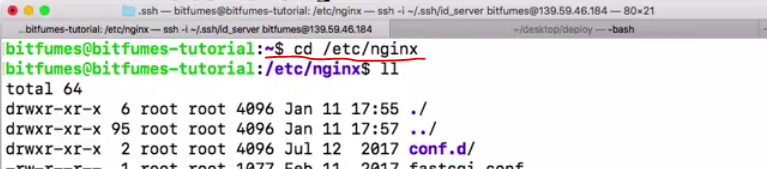 .ssh — bitfumes@bitfumes-tutorial: /etc/nginx — ssh -i ~/.ssh/id_server bitfumes@139.59.46.184 — 80×21
...bitfumes-tutorial: /etc/nginx — ssh -i ~/.ssh/id_server bitfumes@139.59.46.184
~/desktop/deploy — -bash
bitfumes@bitfumes-tutorial:~$ cd /etc/nginx
bitfumes@bitfumes-tutorial:/etc/nginx$ ll
total 64
drwxr-xr-x 6 root root 4096 Jan 11 17:55 ./
drwxr-xr-x 95 root root 4096 Jan 11 17:57 ../
drwxr-xr-x 2 root root 4096 Jul 12 2017 conf.d/
-rw-r--r-- 1 root root 1077 Feb 11 2017 fastcgi.conf